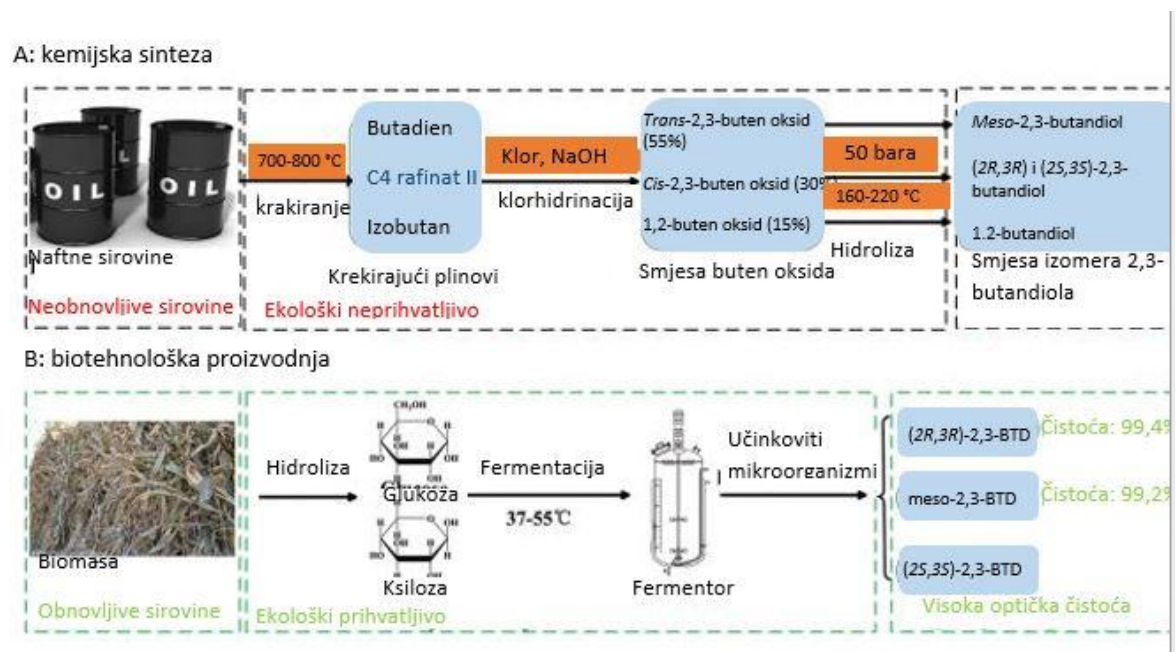 A: kemijska sinteza
OIL
OIL
Naftne sirovine
Neobnovljive sirovine
700-800 °C
krakiranje
Butadien
C4 rafinat II
Izobutan
Krekirajući plinovi
Ekološki neprihvatljivo
Klor, NaOH
klorhidrinacija
Trans-2,3-buten oksid
(55%)
Cis-2,3-buten oksid (30%
1,2-buten oksid (15%)
Smjesa buten oksida
50 bara
160-220 °C
Hidroliza
Meso-2,3-butandiol
(2R,3R) i (2S,3S)-2,3-
butandiol
1.2-butandiol
Smjesa izomera 2,3-
butandiola
B: biotehnološka proizvodnja
Biomasa
Obnovljive sirovine
Hidroliza
CH₂OH
O
H
OH
HO
Glukoza
O
H
OH
HO
Ksiloza
Ekološki prihvatljivo
Fermentacija
37-55℃
Fermentor
Učinkoviti
mikroorganizmi
(2R,3R)-2,3-BTD
Čistoća: 99,4%
meso-2,3-BTD
Čistoća: 99,2%
(2S,3S)-2,3-BTD
Visoka optička čistoća